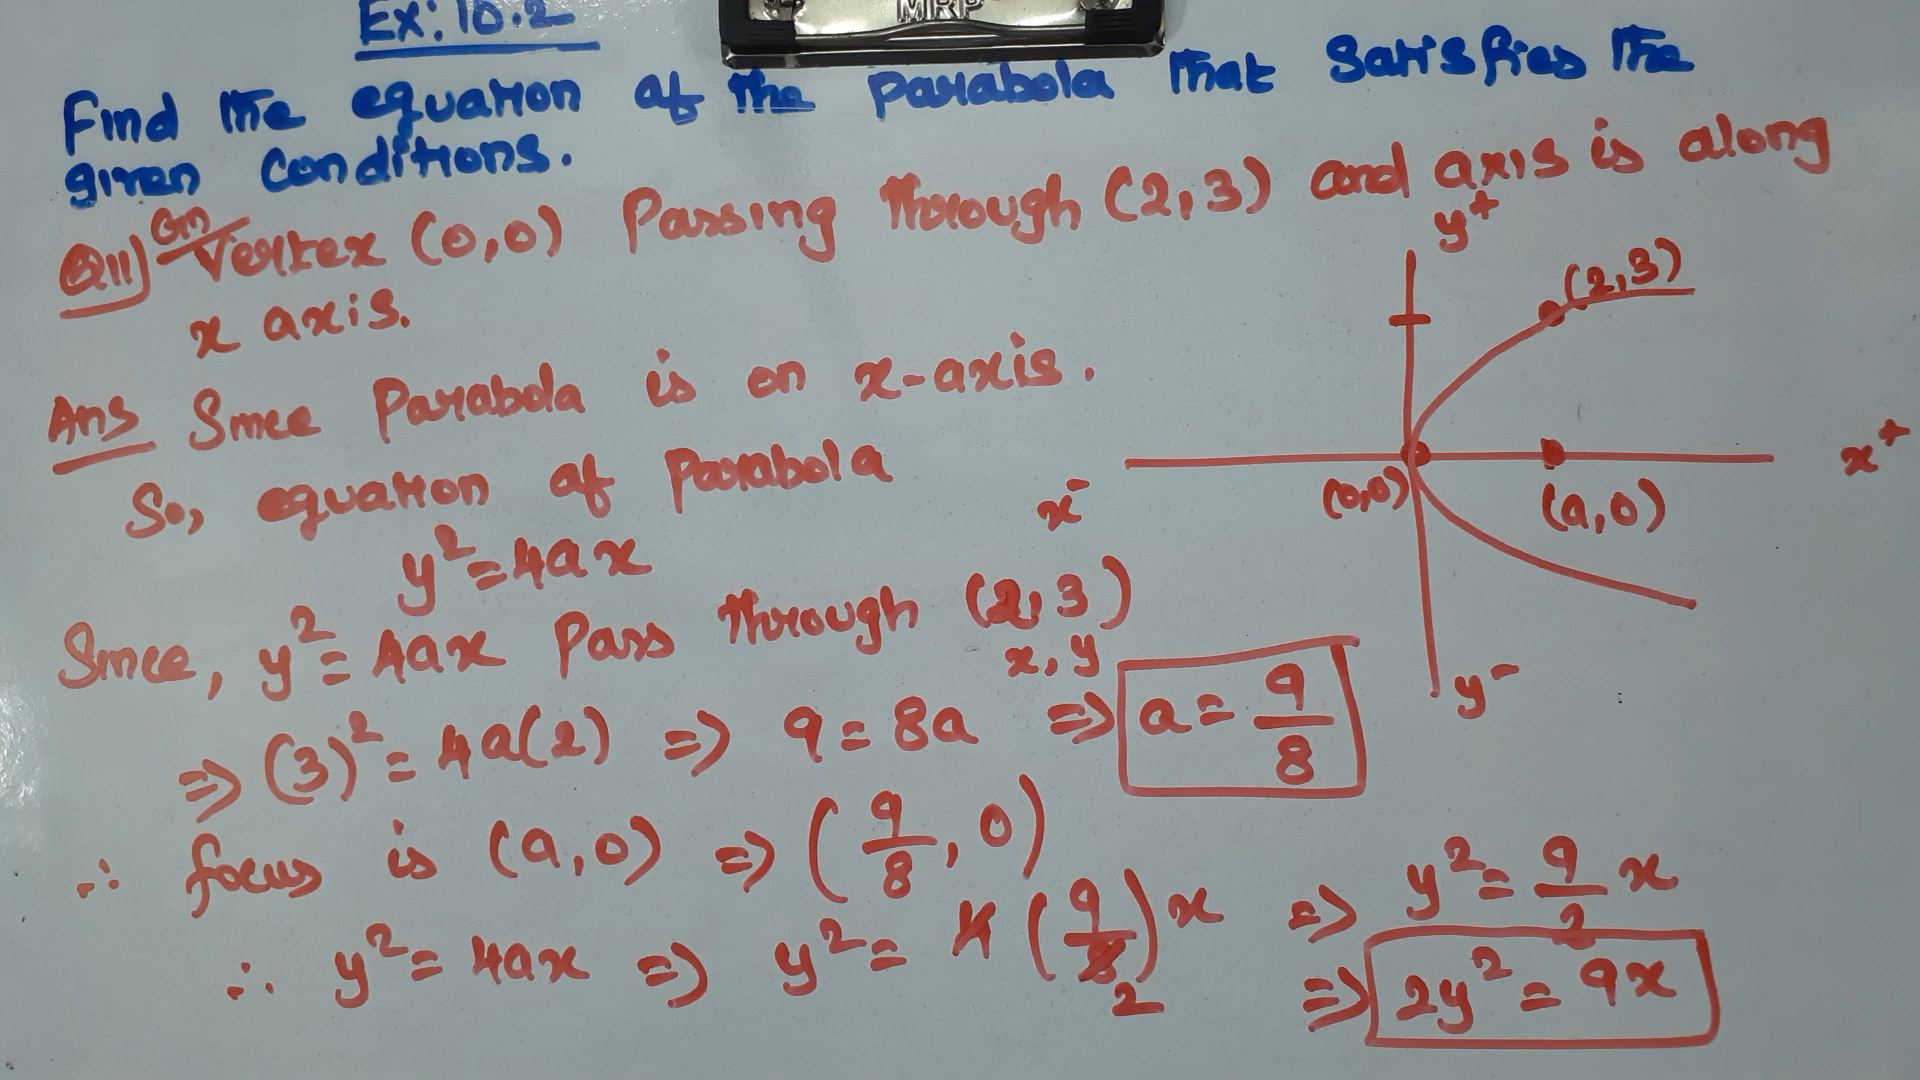 MRP
Ex: 10.2
Find the equation of the parabola that satisfies the
given conditions.
Q11) Gn Vertex (0,0) Passing through (2,3) and axis is along
x axis.
Ans Since Parabola is on x-axis.
So, equation of Parabola
y² = 4ax
Since, y² = 4ax Pass through (2,3)
x, y
⇒ (3)² = 4a(2) ⇒ 9 = 8a ⇒ a = 9/8
∴ focus is (a,0) ⇒ (9/8, 0)
∴ y² = 4ax ⇒ y² = 4(9/8)x ⇒ y² = 9/2 x
2
⇒ 2y² = 9x
y+
(2,3)
x+
x-
(0,0)
(a,0)
y-